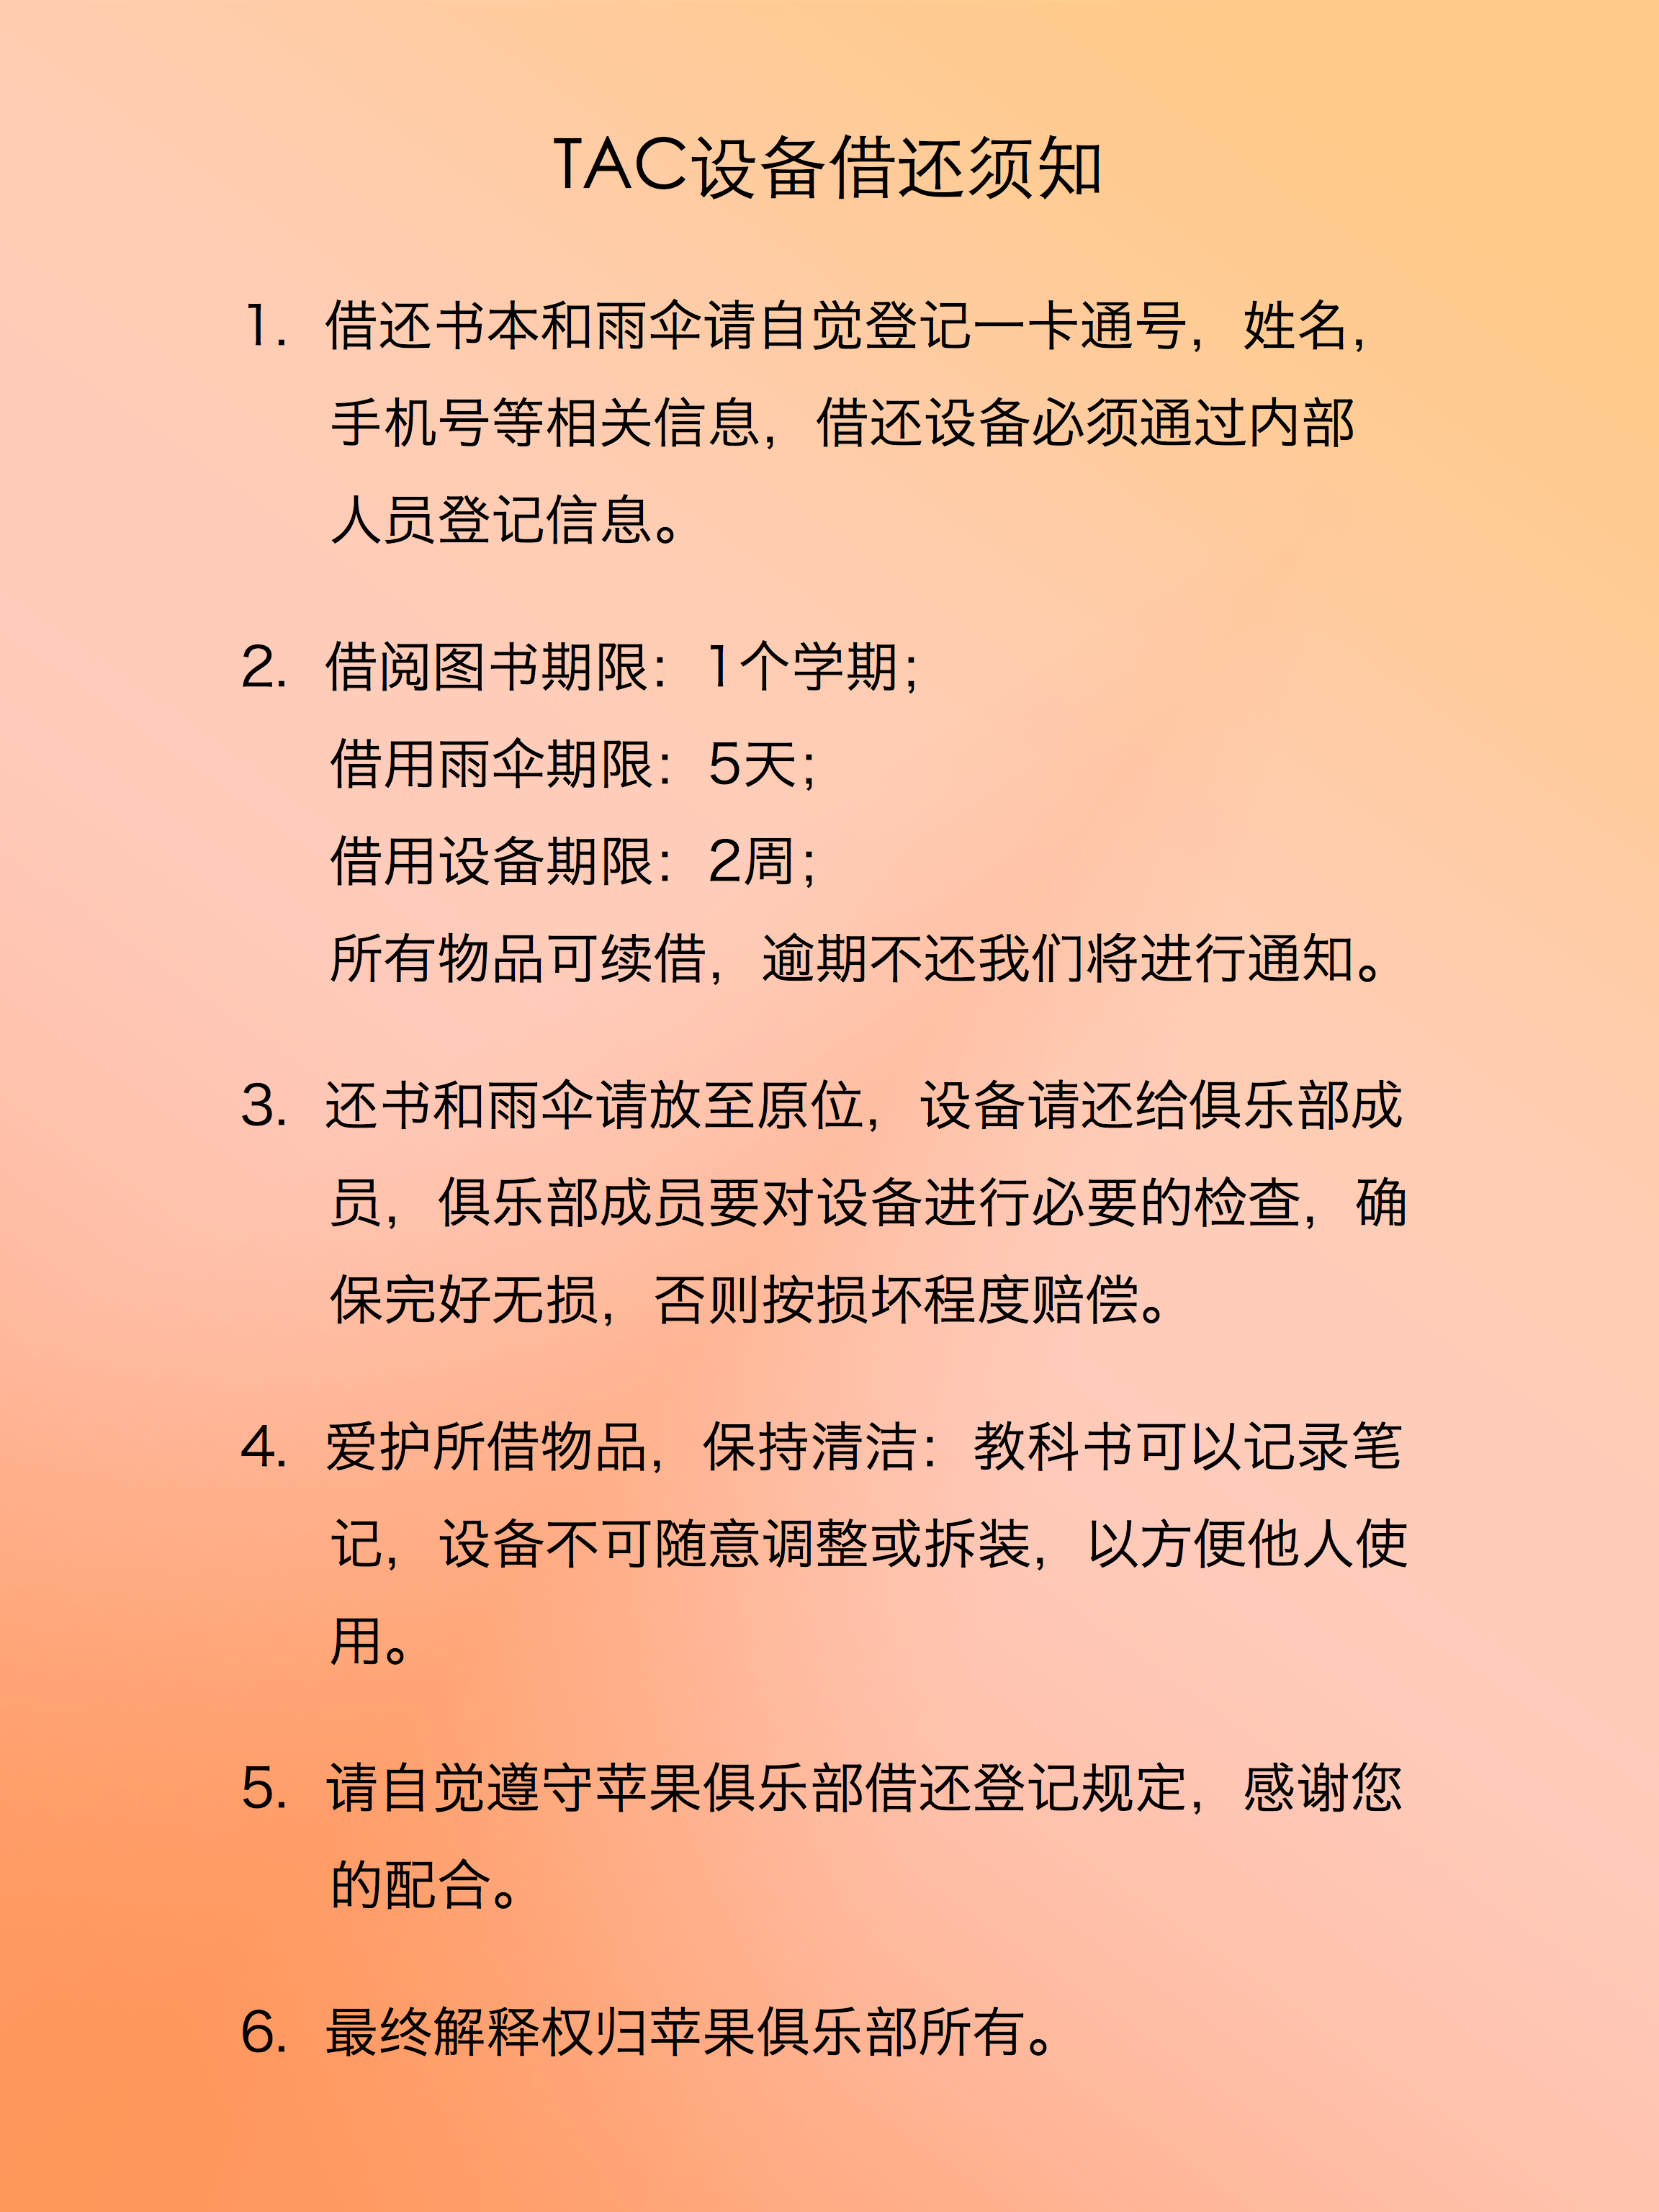 TAC设备借还须知
1. 借还书本和雨伞请自觉登记一卡通号，姓名，
手机号等相关信息，借还设备必须通过内部
人员登记信息。
2. 借阅图书期限：1个学期；
借用雨伞期限：5天；
借用设备期限：2周；
所有物品可续借，逾期不还我们将进行通知。
3. 还书和雨伞请放至原位，设备请还给俱乐部成
员，俱乐部成员要对设备进行必要的检查，确
保完好无损，否则按损坏程度赔偿。
4. 爱护所借物品，保持清洁：教科书可以记录笔
记，设备不可随意调整或拆装，以方便他人使
用。
5. 请自觉遵守苹果俱乐部借还登记规定，感谢您
的配合。
6. 最终解释权归苹果俱乐部所有。